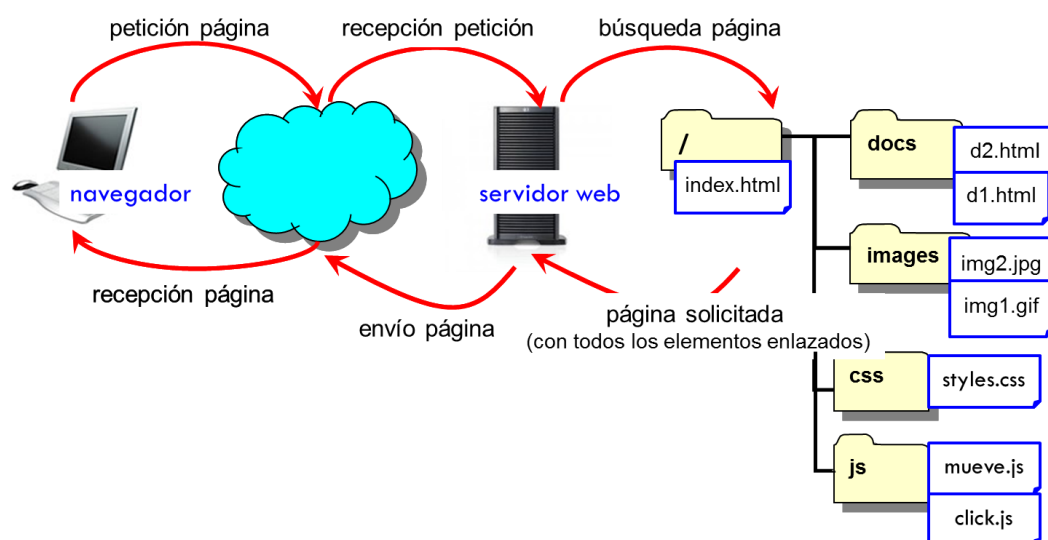 petición página
recepción petición
búsqueda página
navegador
servidor web
/
index.html
docs
d2.html
d1.html
images
img2.jpg
img1.gif
recepción página
envío página
página solicitada
(con todos los elementos enlazados)
css
styles.css
js
mueve.js
click.js